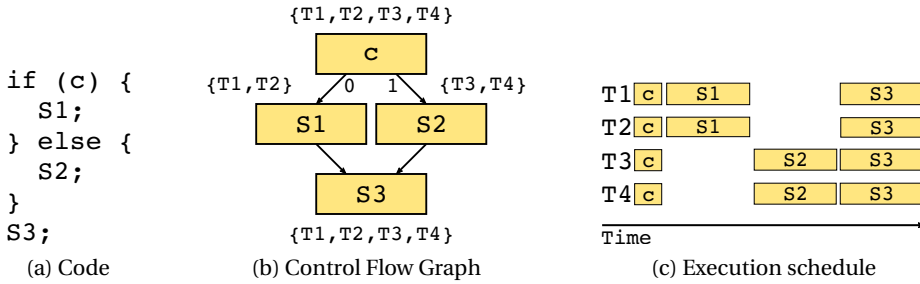 if (c) {
  S1;
} else {
  S2;
}
S3;
(a) Code
{T1,T2,T3,T4}
c
{T1,T2} 0 1 {T3,T4}
S1 S2
S3
{T1,T2,T3,T4}
(b) Control Flow Graph
T1 c S1 S3
T2 c S1 S3
T3 c S2 S3
T4 c S2 S3
Time
(c) Execution schedule